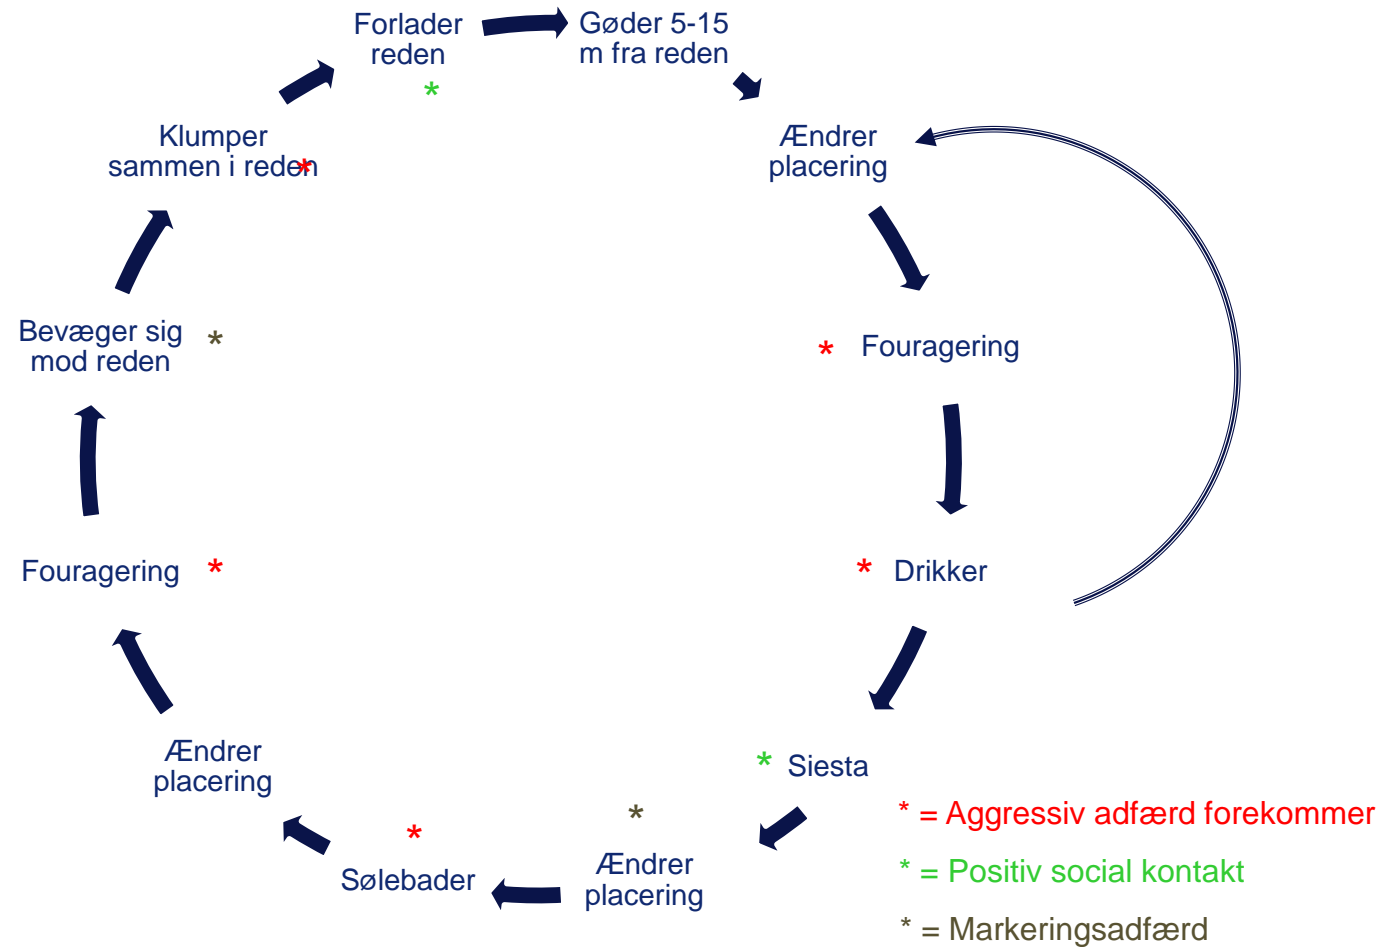 Forlader
reden
*
Gøder 5-15
m fra reden
Ændrer
placering
* Fouragering
* Drikker
* Siesta
*
Ændrer
placering
*
Sølebader
Ændrer
placering
Fouragering *
Bevæger sig
mod reden
*
Klumper
sammen i reden
*
* = Aggressiv adfærd forekommer
* = Positiv social kontakt
* = Markeringsadfærd